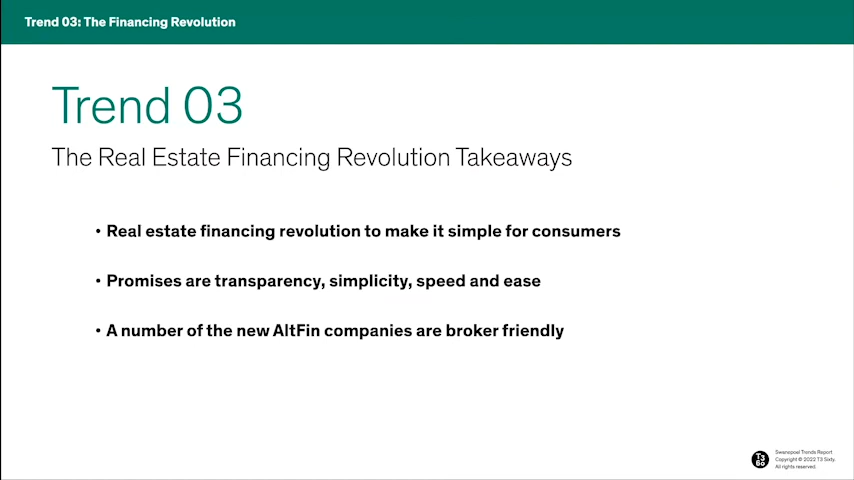 Trend 03: The Financing Revolution
Trend 03
The Real Estate Financing Revolution Takeaways
• Real estate financing revolution to make it simple for consumers
• Promises are transparency, simplicity, speed and ease
• A number of the new AltFin companies are broker friendly
T3
60
Swanepoel Trends Report
Copyright © 2022 T3 Sixty.
All rights reserved.